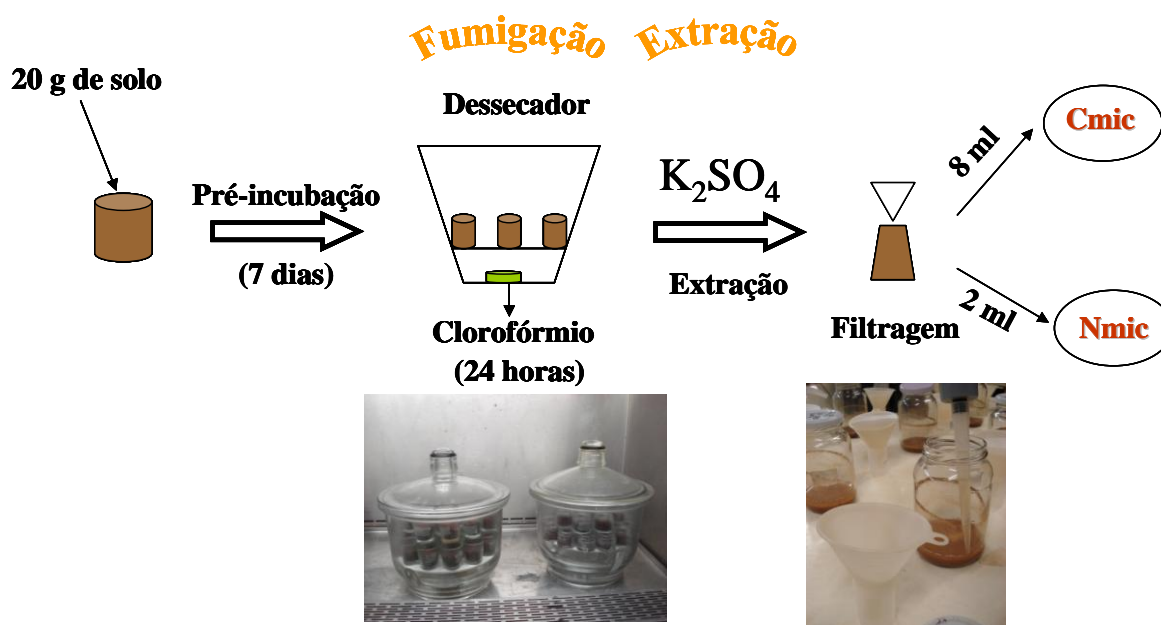 Fumigação Extração
20 g de solo
Dessecador
Pré-incubação
(7 dias)
Clorofórmio
(24 horas)
K₂SO₄
Extração
Filtragem
8 ml
Cmic
2 ml
Nmic